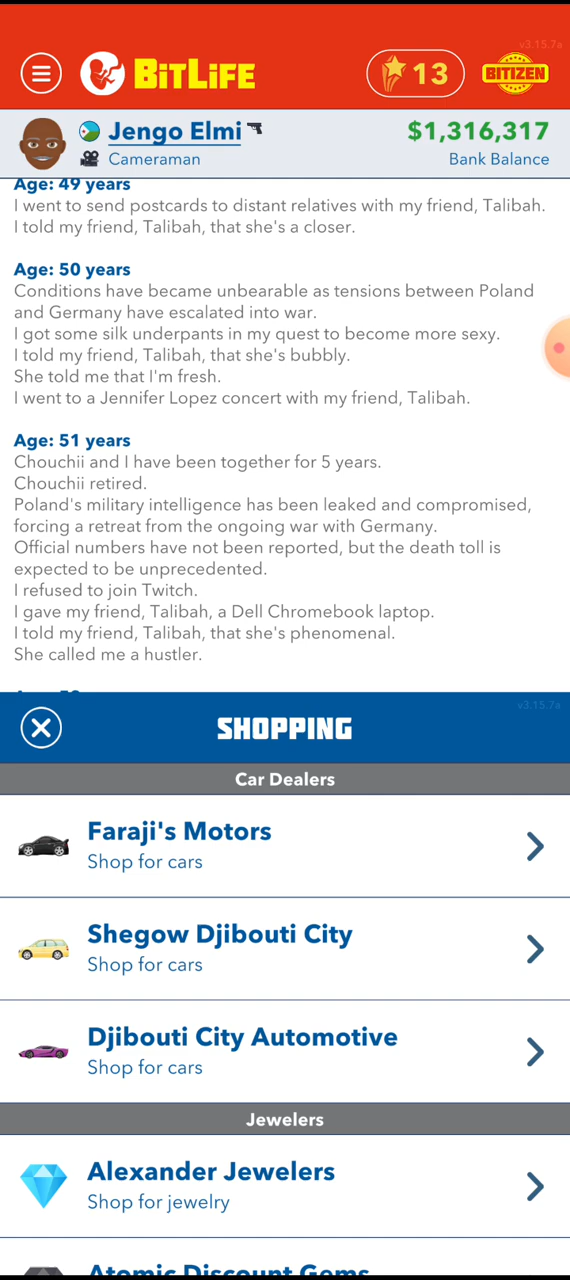 v3.15.7a
BITLIFE
13
BITIZEN
Jengo Elmi
$1,316,317
Cameraman
Bank Balance
Age: 49 years
I went to send postcards to distant relatives with my friend, Talibah.
I told my friend, Talibah, that she's a closer.
Age: 50 years
Conditions have became unbearable as tensions between Poland
and Germany have escalated into war.
I got some silk underpants in my quest to become more sexy.
I told my friend, Talibah, that she's bubbly.
She told me that I'm fresh.
I went to a Jennifer Lopez concert with my friend, Talibah.
Age: 51 years
Chouchii and I have been together for 5 years.
Chouchii retired.
Poland's military intelligence has been leaked and compromised,
forcing a retreat from the ongoing war with Germany.
Official numbers have not been reported, but the death toll is
expected to be unprecedented.
I refused to join Twitch.
I gave my friend, Talibah, a Dell Chromebook laptop.
I told my friend, Talibah, that she's phenomenal.
She called me a hustler.
v3.15.7a
SHOPPING
Car Dealers
Faraji's Motors
Shop for cars
Shegow Djibouti City
Shop for cars
Djibouti City Automotive
Shop for cars
Jewelers
Alexander Jewelers
Shop for jewelry
Atomic Discount Gems